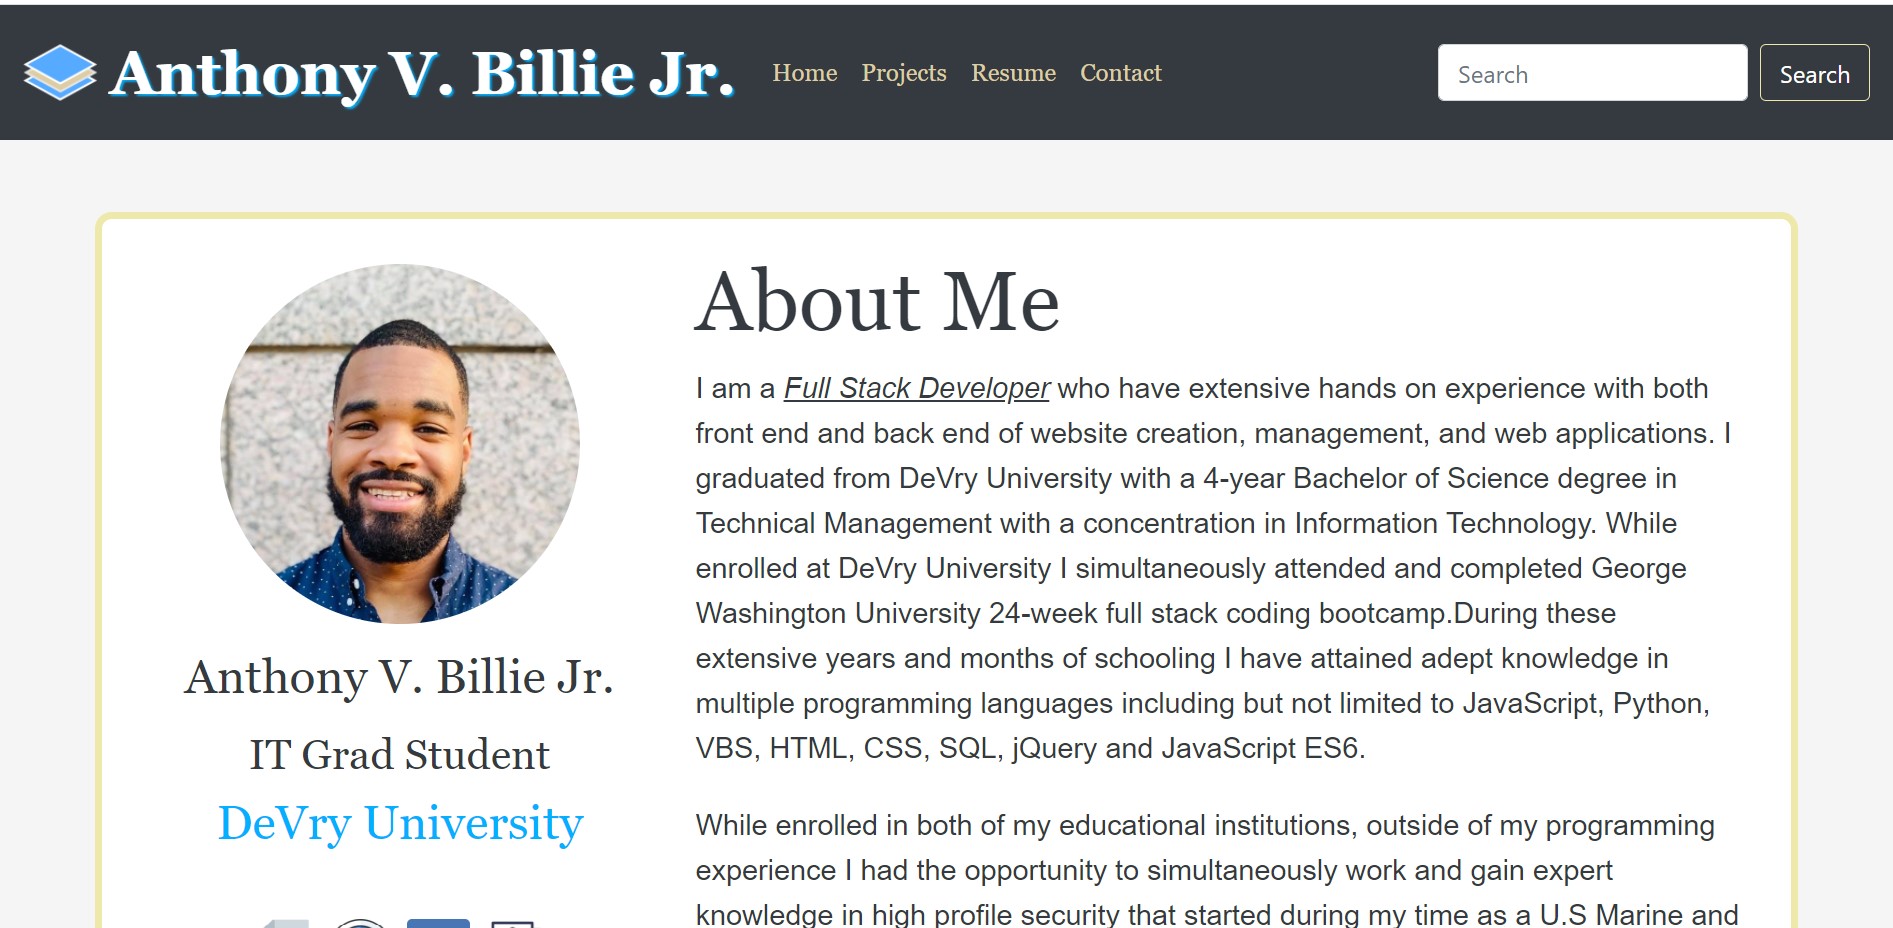 Anthony V. Billie Jr.
Home Projects Resume Contact
Search
Search
Anthony V. Billie Jr.
IT Grad Student
DeVry University
About Me
I am a Full Stack Developer who have extensive hands on experience with both
front end and back end of website creation, management, and web applications. I
graduated from DeVry University with a 4-year Bachelor of Science degree in
Technical Management with a concentration in Information Technology. While
enrolled at DeVry University I simultaneously attended and completed George
Washington University 24-week full stack coding bootcamp.During these
extensive years and months of schooling I have attained adept knowledge in
multiple programming languages including but not limited to JavaScript, Python,
VBS, HTML, CSS, SQL, jQuery and JavaScript ES6.
While enrolled in both of my educational institutions, outside of my programming
experience I had the opportunity to simultaneously work and gain expert
knowledge in high profile security that started during my time as a U.S Marine and